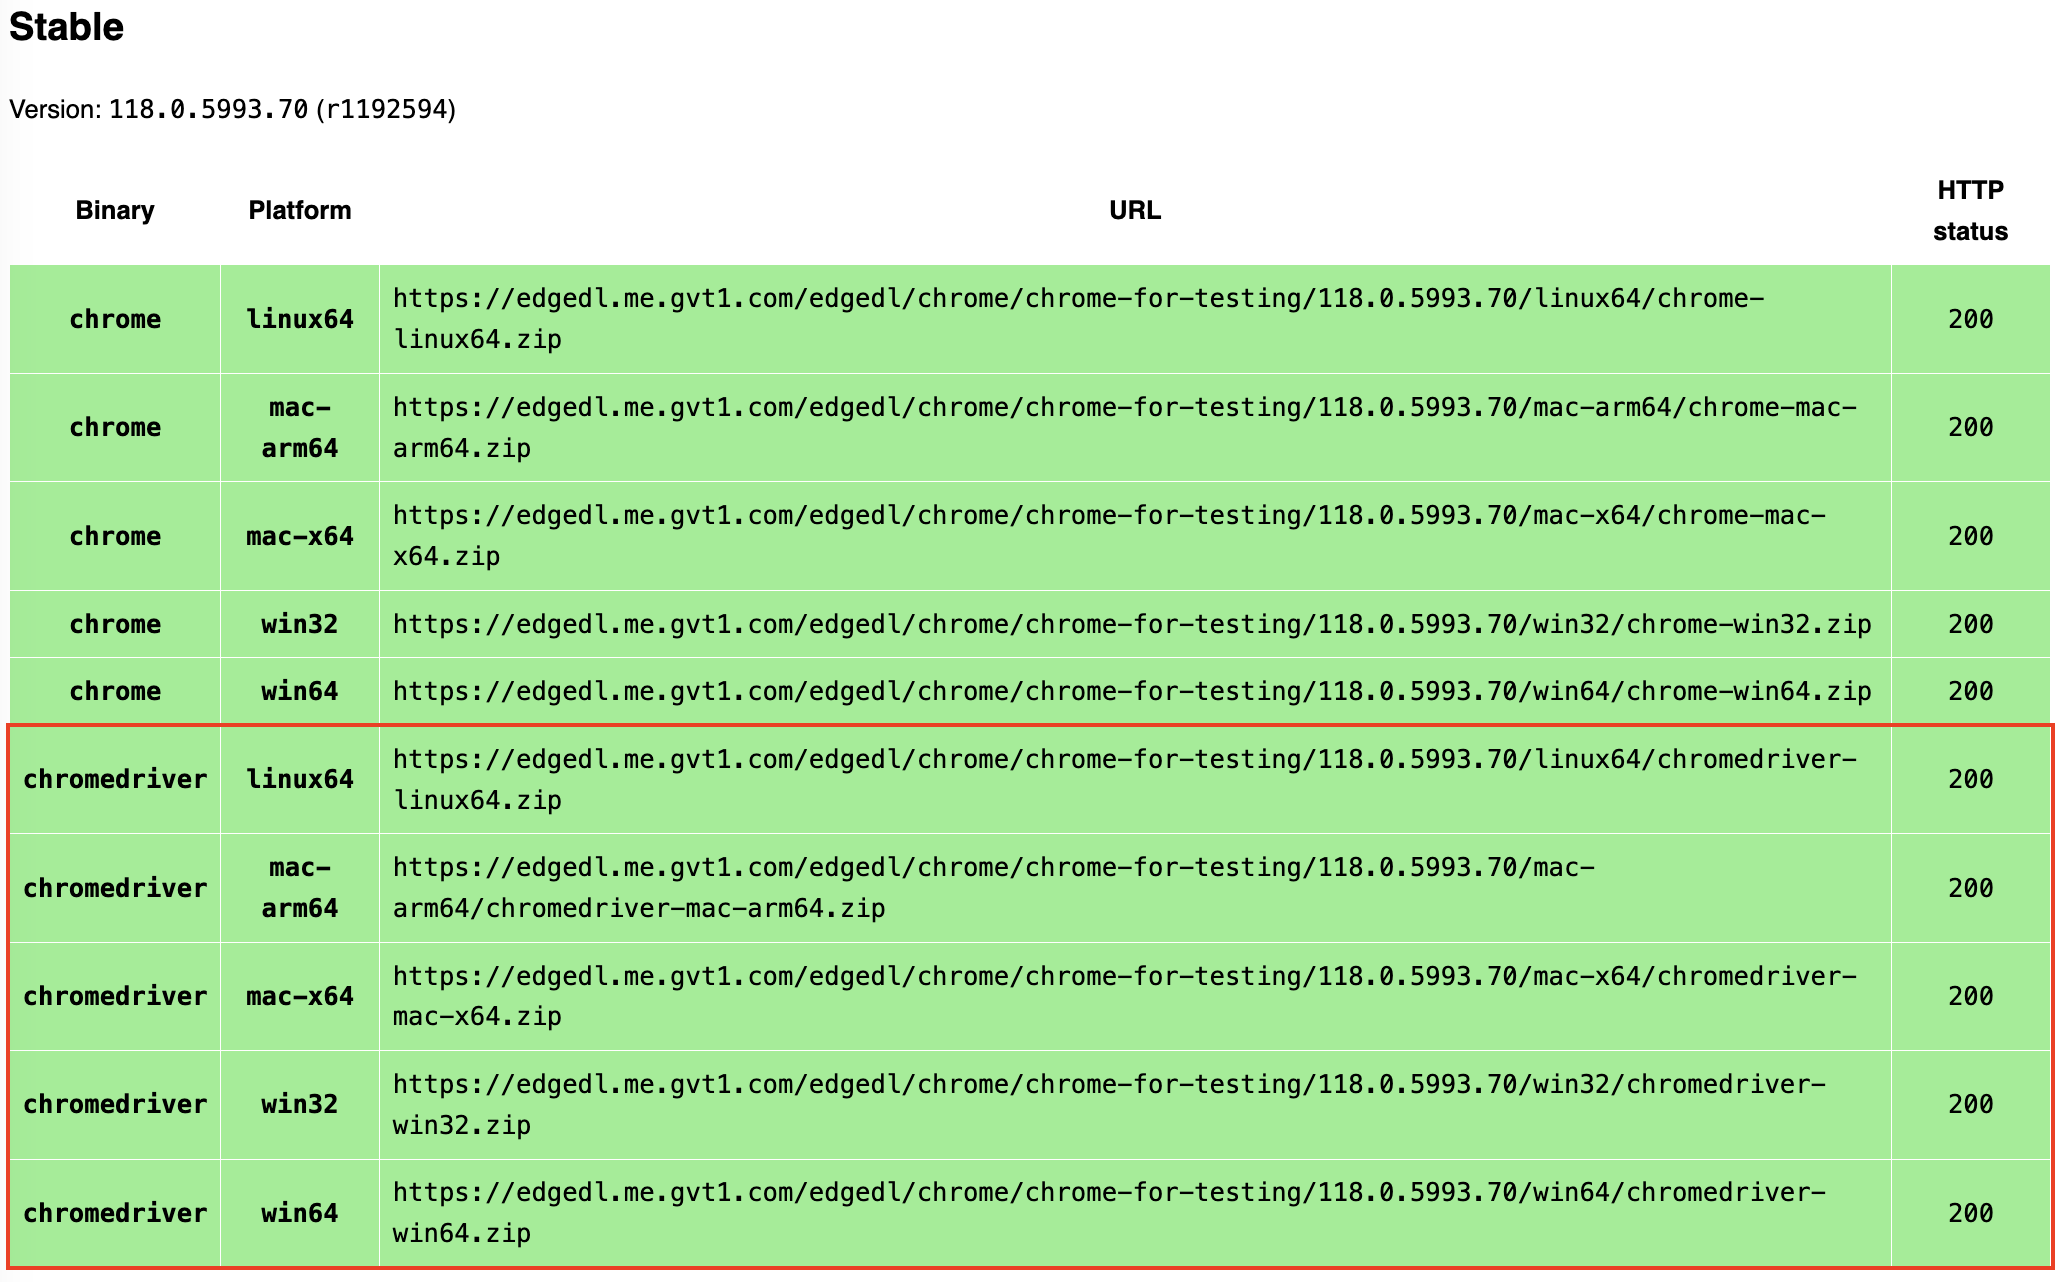 Stable
Version: 118.0.5993.70 (r1192594)
Binary Platform URL HTTP status
chrome linux64 https://edgedl.me.gvt1.com/edgedl/chrome/chrome-for-testing/118.0.5993.70/linux64/chrome-
linux64.zip 200
chrome mac-arm64 https://edgedl.me.gvt1.com/edgedl/chrome/chrome-for-testing/118.0.5993.70/mac-arm64/chrome-mac-
arm64.zip 200
chrome mac-x64 https://edgedl.me.gvt1.com/edgedl/chrome/chrome-for-testing/118.0.5993.70/mac-x64/chrome-mac-
x64.zip 200
chrome win32 https://edgedl.me.gvt1.com/edgedl/chrome/chrome-for-testing/118.0.5993.70/win32/chrome-win32.zip 200
chrome win64 https://edgedl.me.gvt1.com/edgedl/chrome/chrome-for-testing/118.0.5993.70/win64/chrome-win64.zip 200
chromedriver linux64 https://edgedl.me.gvt1.com/edgedl/chrome/chrome-for-testing/118.0.5993.70/linux64/chromedriver-
linux64.zip 200
chromedriver mac-arm64 https://edgedl.me.gvt1.com/edgedl/chrome/chrome-for-testing/118.0.5993.70/mac-
arm64/chromedriver-mac-arm64.zip 200
chromedriver mac-x64 https://edgedl.me.gvt1.com/edgedl/chrome/chrome-for-testing/118.0.5993.70/mac-x64/chromedriver-
mac-x64.zip 200
chromedriver win32 https://edgedl.me.gvt1.com/edgedl/chrome/chrome-for-testing/118.0.5993.70/win32/chromedriver-
win32.zip 200
chromedriver win64 https://edgedl.me.gvt1.com/edgedl/chrome/chrome-for-testing/118.0.5993.70/win64/chromedriver-
win64.zip 200